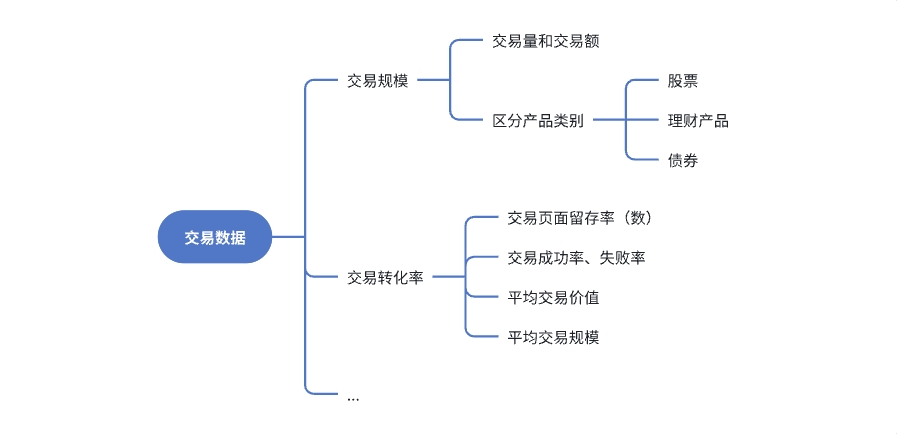 交易数据
交易规模
交易量和交易额
区分产品类别
股票
理财产品
债券
交易转化率
交易页面留存率（数）
交易成功率、失败率
平均交易价值
平均交易规模
...